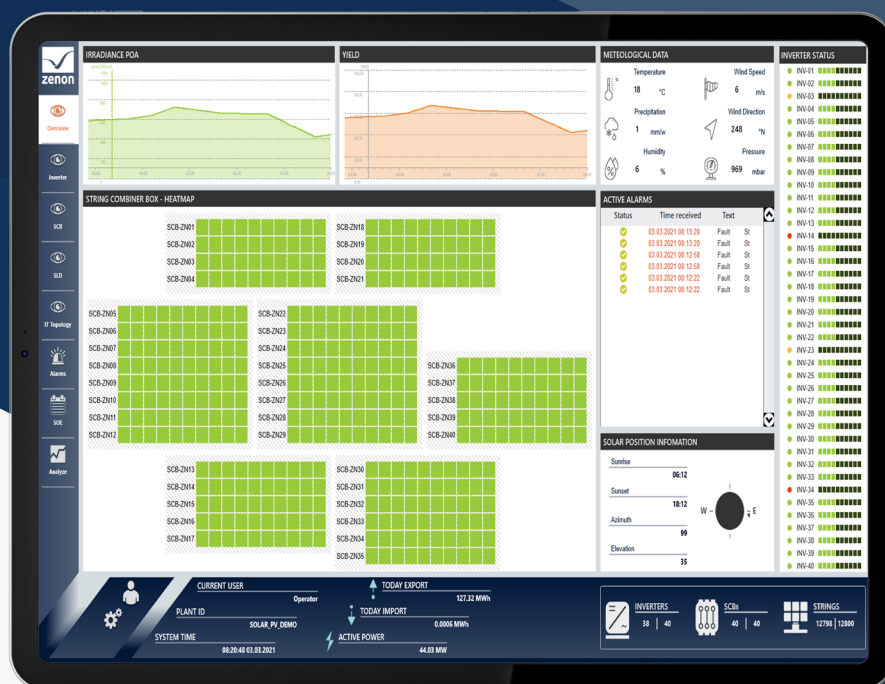 zenon
Overview
Inverter
SCB
SLD
IT Topology
Alarms
SOE
Analyze
IRRADIANCE POA
YIELD
METEOLOGICAL DATA
Temperature
18 °C
Wind Speed
6 m/s
Precipitation
1 mm/w
Wind Direction
248 °N
Humidity
6 %
Pressure
969 mbar
STRING COMBINER BOX - HEATMAP
SCB-ZN01
SCB-ZN02
SCB-ZN03
SCB-ZN04
SCB-ZN18
SCB-ZN19
SCB-ZN20
SCB-ZN21
SCB-ZN05
SCB-ZN06
SCB-ZN07
SCB-ZN08
SCB-ZN09
SCB-ZN10
SCB-ZN11
SCB-ZN12
SCB-ZN22
SCB-ZN23
SCB-ZN24
SCB-ZN25
SCB-ZN26
SCB-ZN27
SCB-ZN28
SCB-ZN29
SCB-ZN36
SCB-ZN37
SCB-ZN38
SCB-ZN39
SCB-ZN40
SCB-ZN13
SCB-ZN14
SCB-ZN15
SCB-ZN16
SCB-ZN17
SCB-ZN30
SCB-ZN31
SCB-ZN32
SCB-ZN33
SCB-ZN34
SCB-ZN35
ACTIVE ALARMS
Status Time received Text
03.03.2021 08:13:20 Fault St
03.03.2021 08:13:20 Fault St
03.03.2021 08:12:58 Fault St
03.03.2021 08:12:58 Fault St
03.03.2021 08:12:22 Fault St
03.03.2021 08:12:22 Fault St
SOLAR POSITION INFOMATION
Sunrise
06:12
Sunset
18:12
Azimuth
99
Elevation
35
W E
INVERTER STATUS
INV-01
INV-02
INV-03
INV-04
INV-05
INV-06
INV-07
INV-08
INV-09
INV-10
INV-11
INV-12
INV-13
INV-14
INV-15
INV-16
INV-17
INV-18
INV-19
INV-20
INV-21
INV-22
INV-23
INV-24
INV-25
INV-26
INV-27
INV-28
INV-29
INV-30
INV-31
INV-32
INV-33
INV-34
INV-35
INV-36
INV-37
INV-38
INV-39
INV-40
CURRENT USER
Operator
PLANT ID
SOLAR_PV_DEMO
SYSTEM TIME
08:20:48 03.03.2021
TODAY EXPORT
127.32 MWh
TODAY IMPORT
0.0006 MWh
ACTIVE POWER
44.03 MW
INVERTERS
38 | 40
SCBs
40 | 40
STRINGS
12798 | 12800